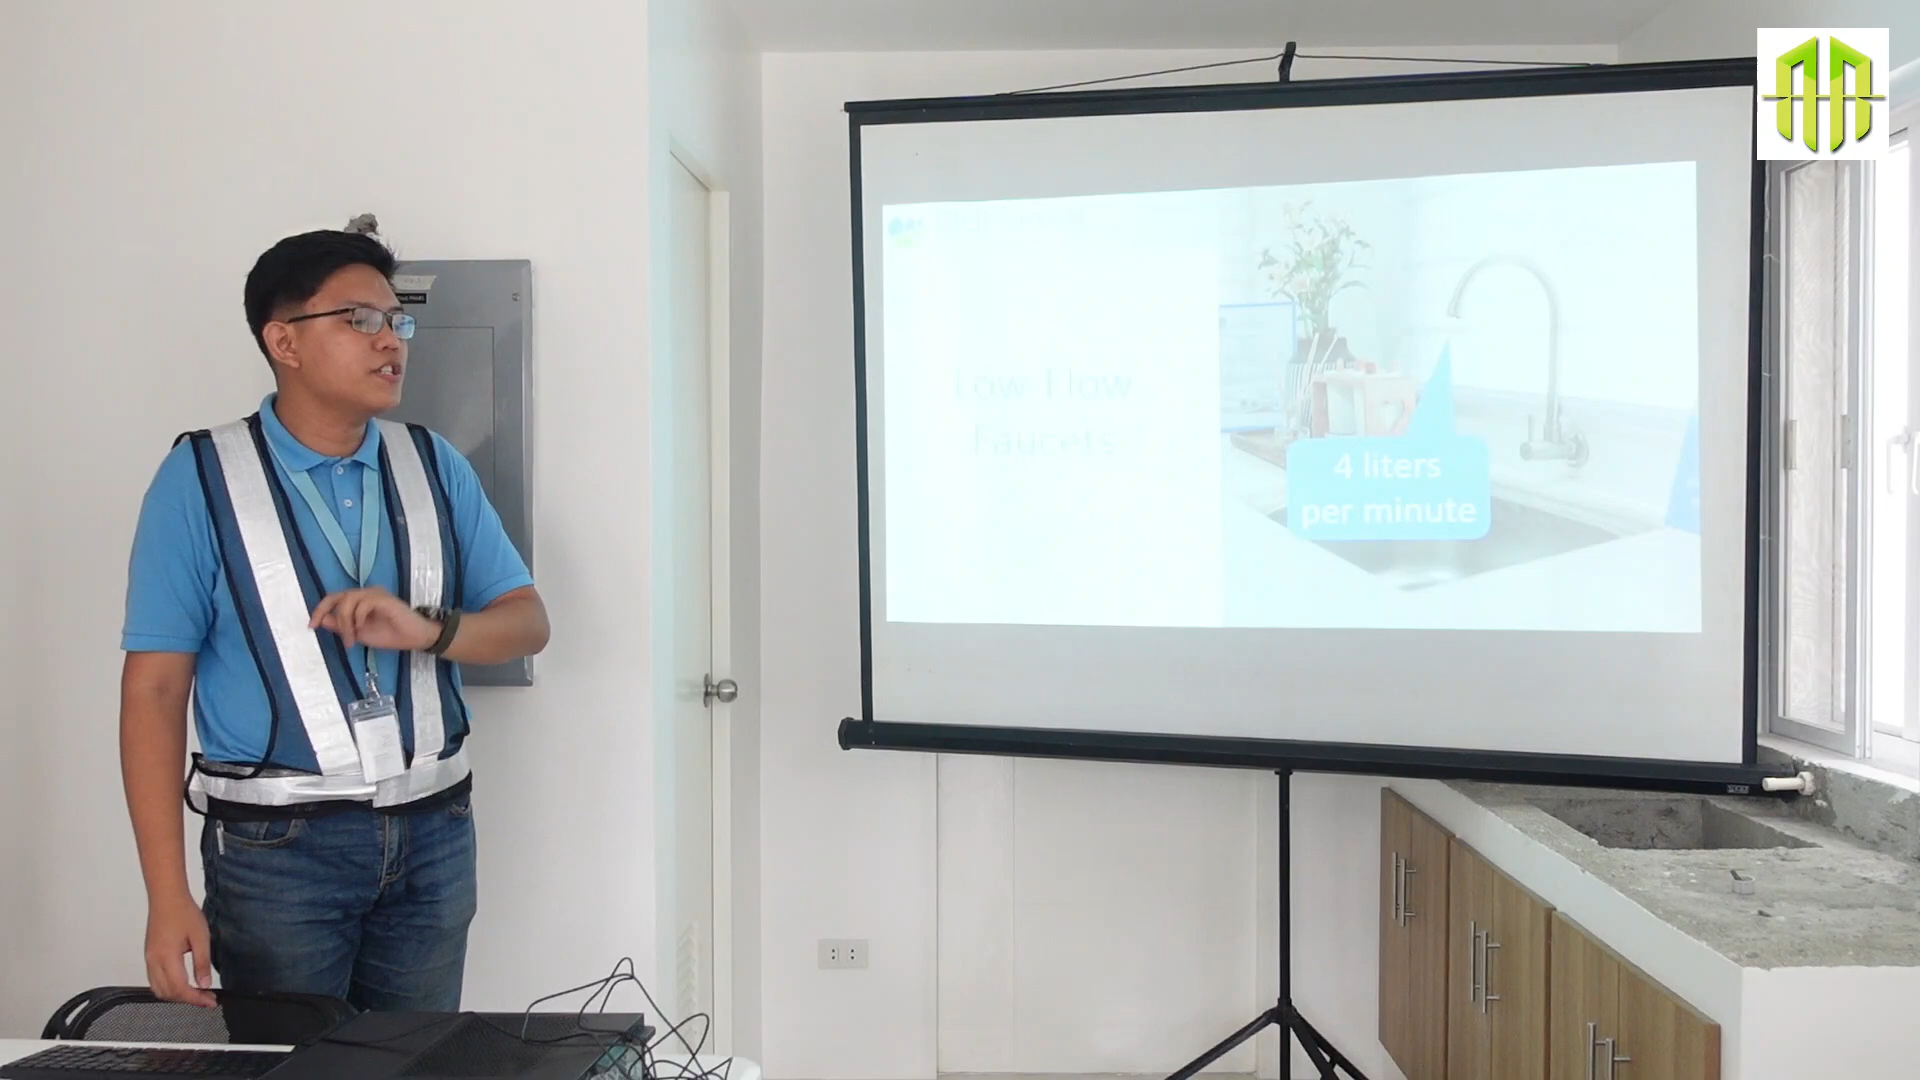 Low-Flow
Faucets
4 liters
per minute